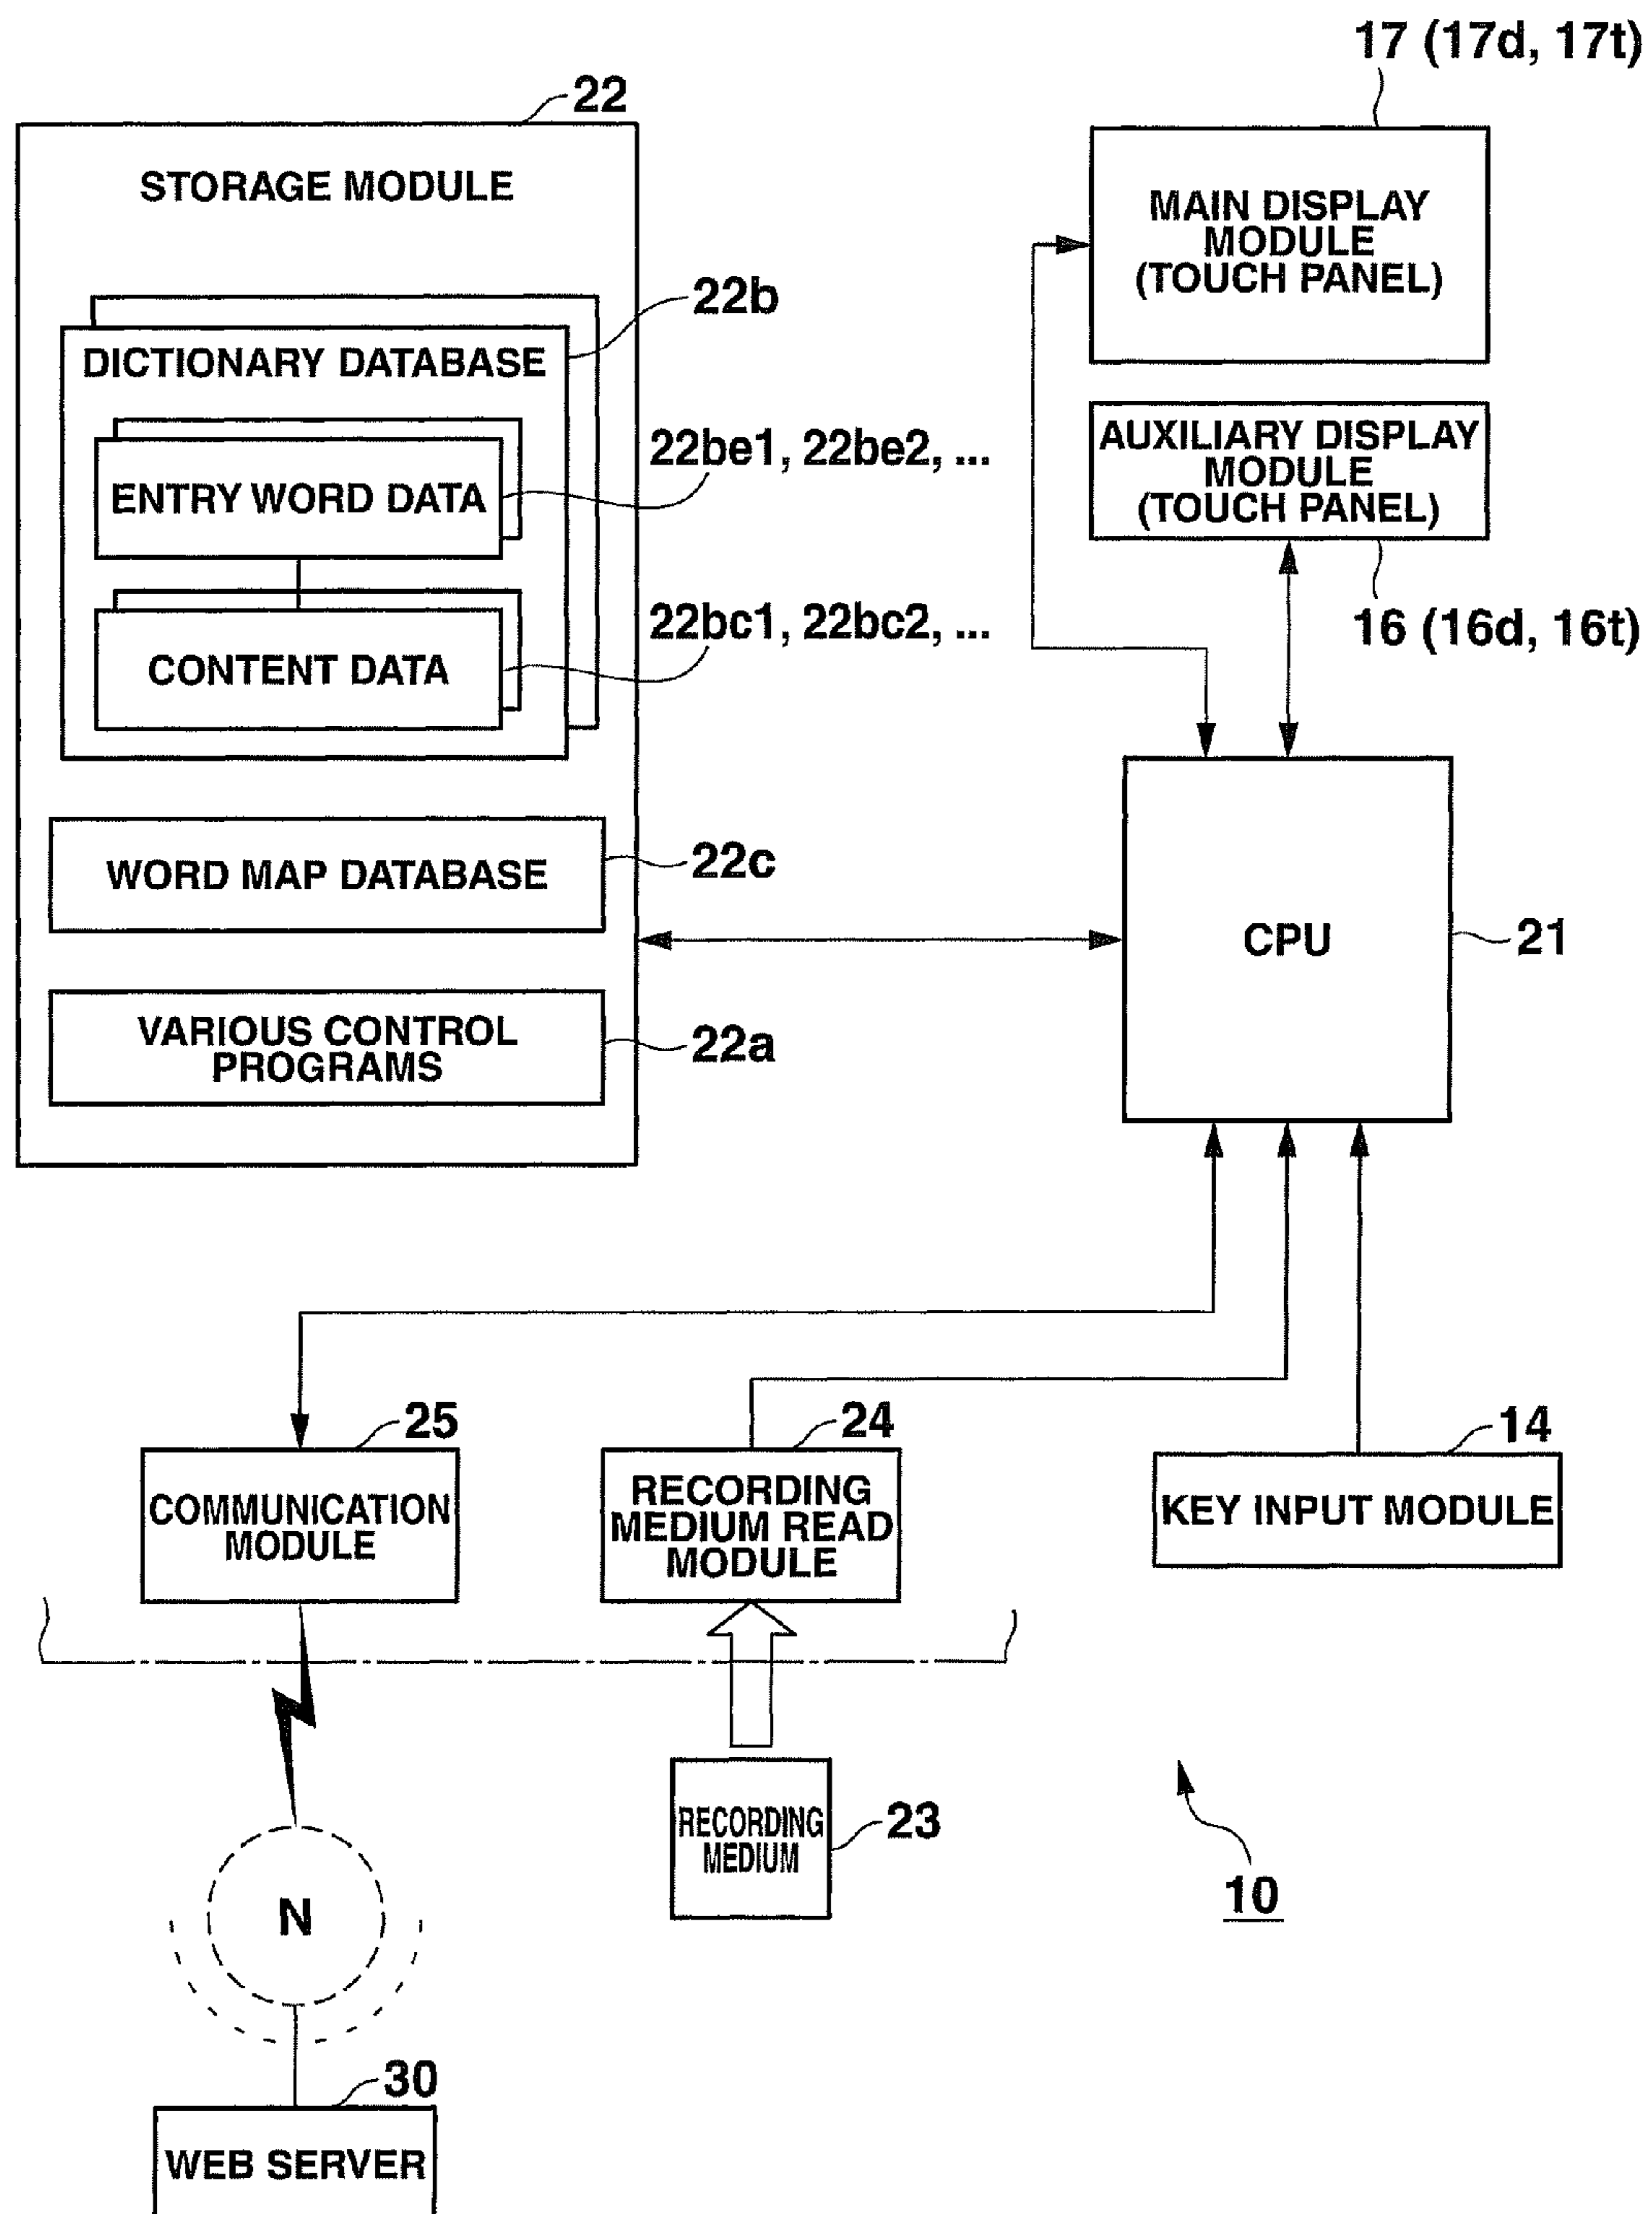 17 (17d, 17t)
22
STORAGE MODULE
MAIN DISPLAY
MODULE
(TOUCH PANEL)
22b
DICTIONARY DATABASE
22be1, 22be2, ...
ENTRY WORD DATA
AUXILIARY DISPLAY
MODULE
(TOUCH PANEL)
22bc1, 22bc2, ...
CONTENT DATA
16 (16d, 16t)
22c
WORD MAP DATABASE
CPU
21
VARIOUS CONTROL
PROGRAMS
22a
25
COMMUNICATION
MODULE
24
RECORDING
MEDIUM READ
MODULE
14
KEY INPUT MODULE
RECORDING
MEDIUM
23
10
N
30
WEB SERVER